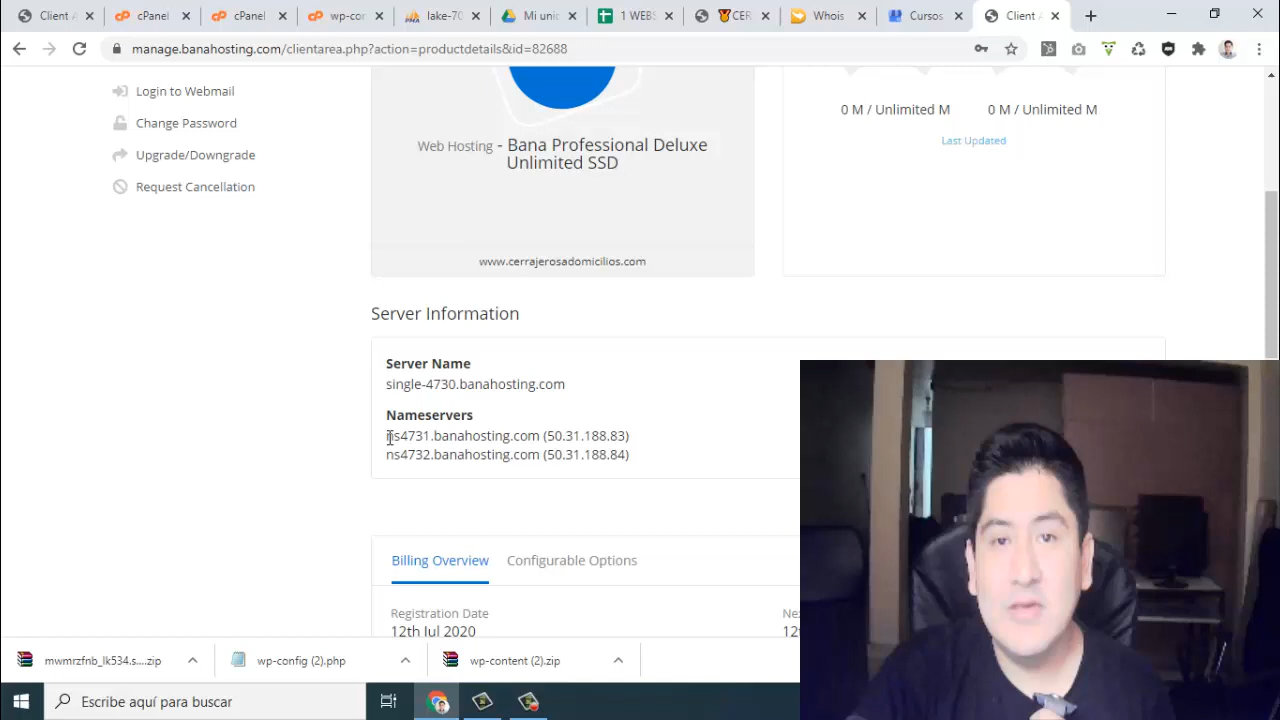 Client A
cPanel
cPanel
wp-cor
lake-70
Mi unic
1 WEBS
CER
Whois
Cursos
Client A
manage.banahosting.com/clientarea.php?action=productdetails&id=82688
Login to Webmail
Change Password
Upgrade/Downgrade
Request Cancellation
Web Hosting - Bana Professional Deluxe
Unlimited SSD
www.cerrajerosadomicilios.com
0 M / Unlimited M
0 M / Unlimited M
Last Updated
Server Information
Server Name
single-4730.banahosting.com
Nameservers
ns4731.banahosting.com (50.31.188.83)
ns4732.banahosting.com (50.31.188.84)
Billing Overview
Configurable Options
Registration Date
12th Jul 2020
mwmrzfnb_lk534.s....zip
wp-config (2).php
wp-content (2).zip
Escribe aquí para buscar